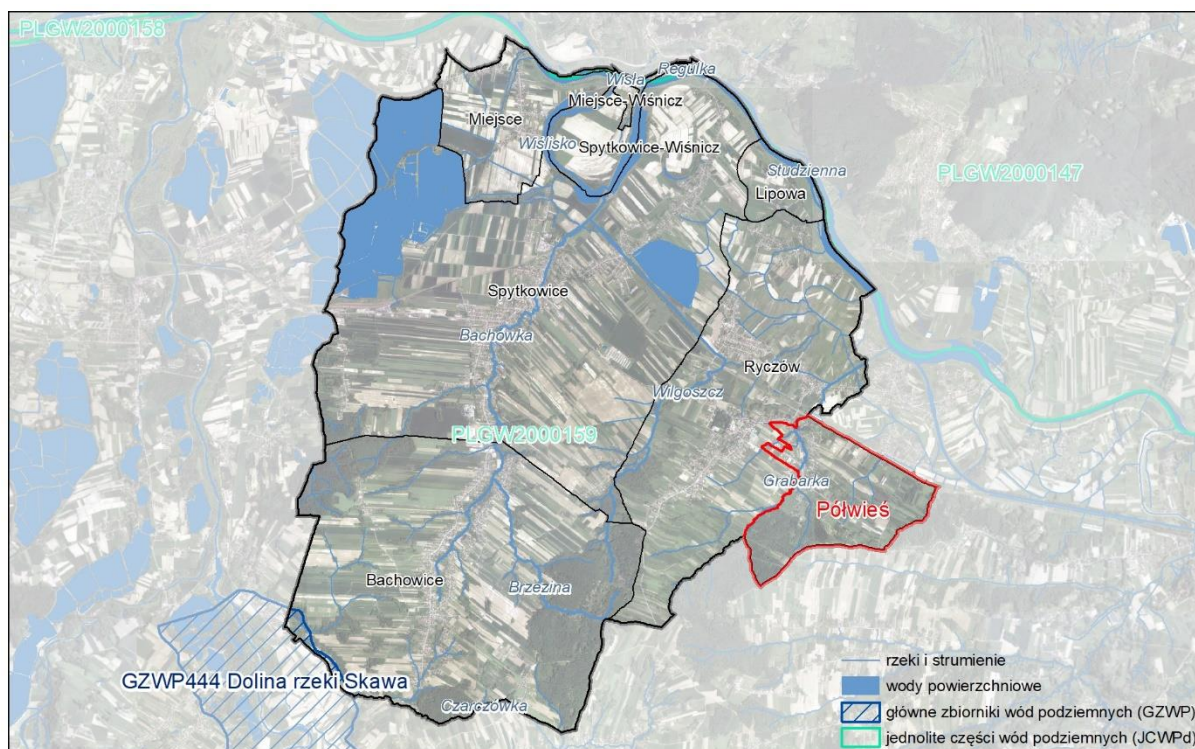 PLGW2000158
Regulka
Wisła
Miejsce-Wiśnicz
Miejsce
Wiślisko
Spytkowice-Wiśnicz
Studzienna
PLGW2000147
Lipowa
Spytkowice
Bachówka
Ryczów
Wilgoszcz
PLGW2000159
Grabarka
Półwieś
Bachowice
Brzezina
GZWP444 Dolina rzeki Skawa
Czarczówka
rzeki i strumienie
wody powierzchniowe
główne zbiorniki wód podziemnych (GZWP)
jednolite części wód podziemnych (JCWPd)